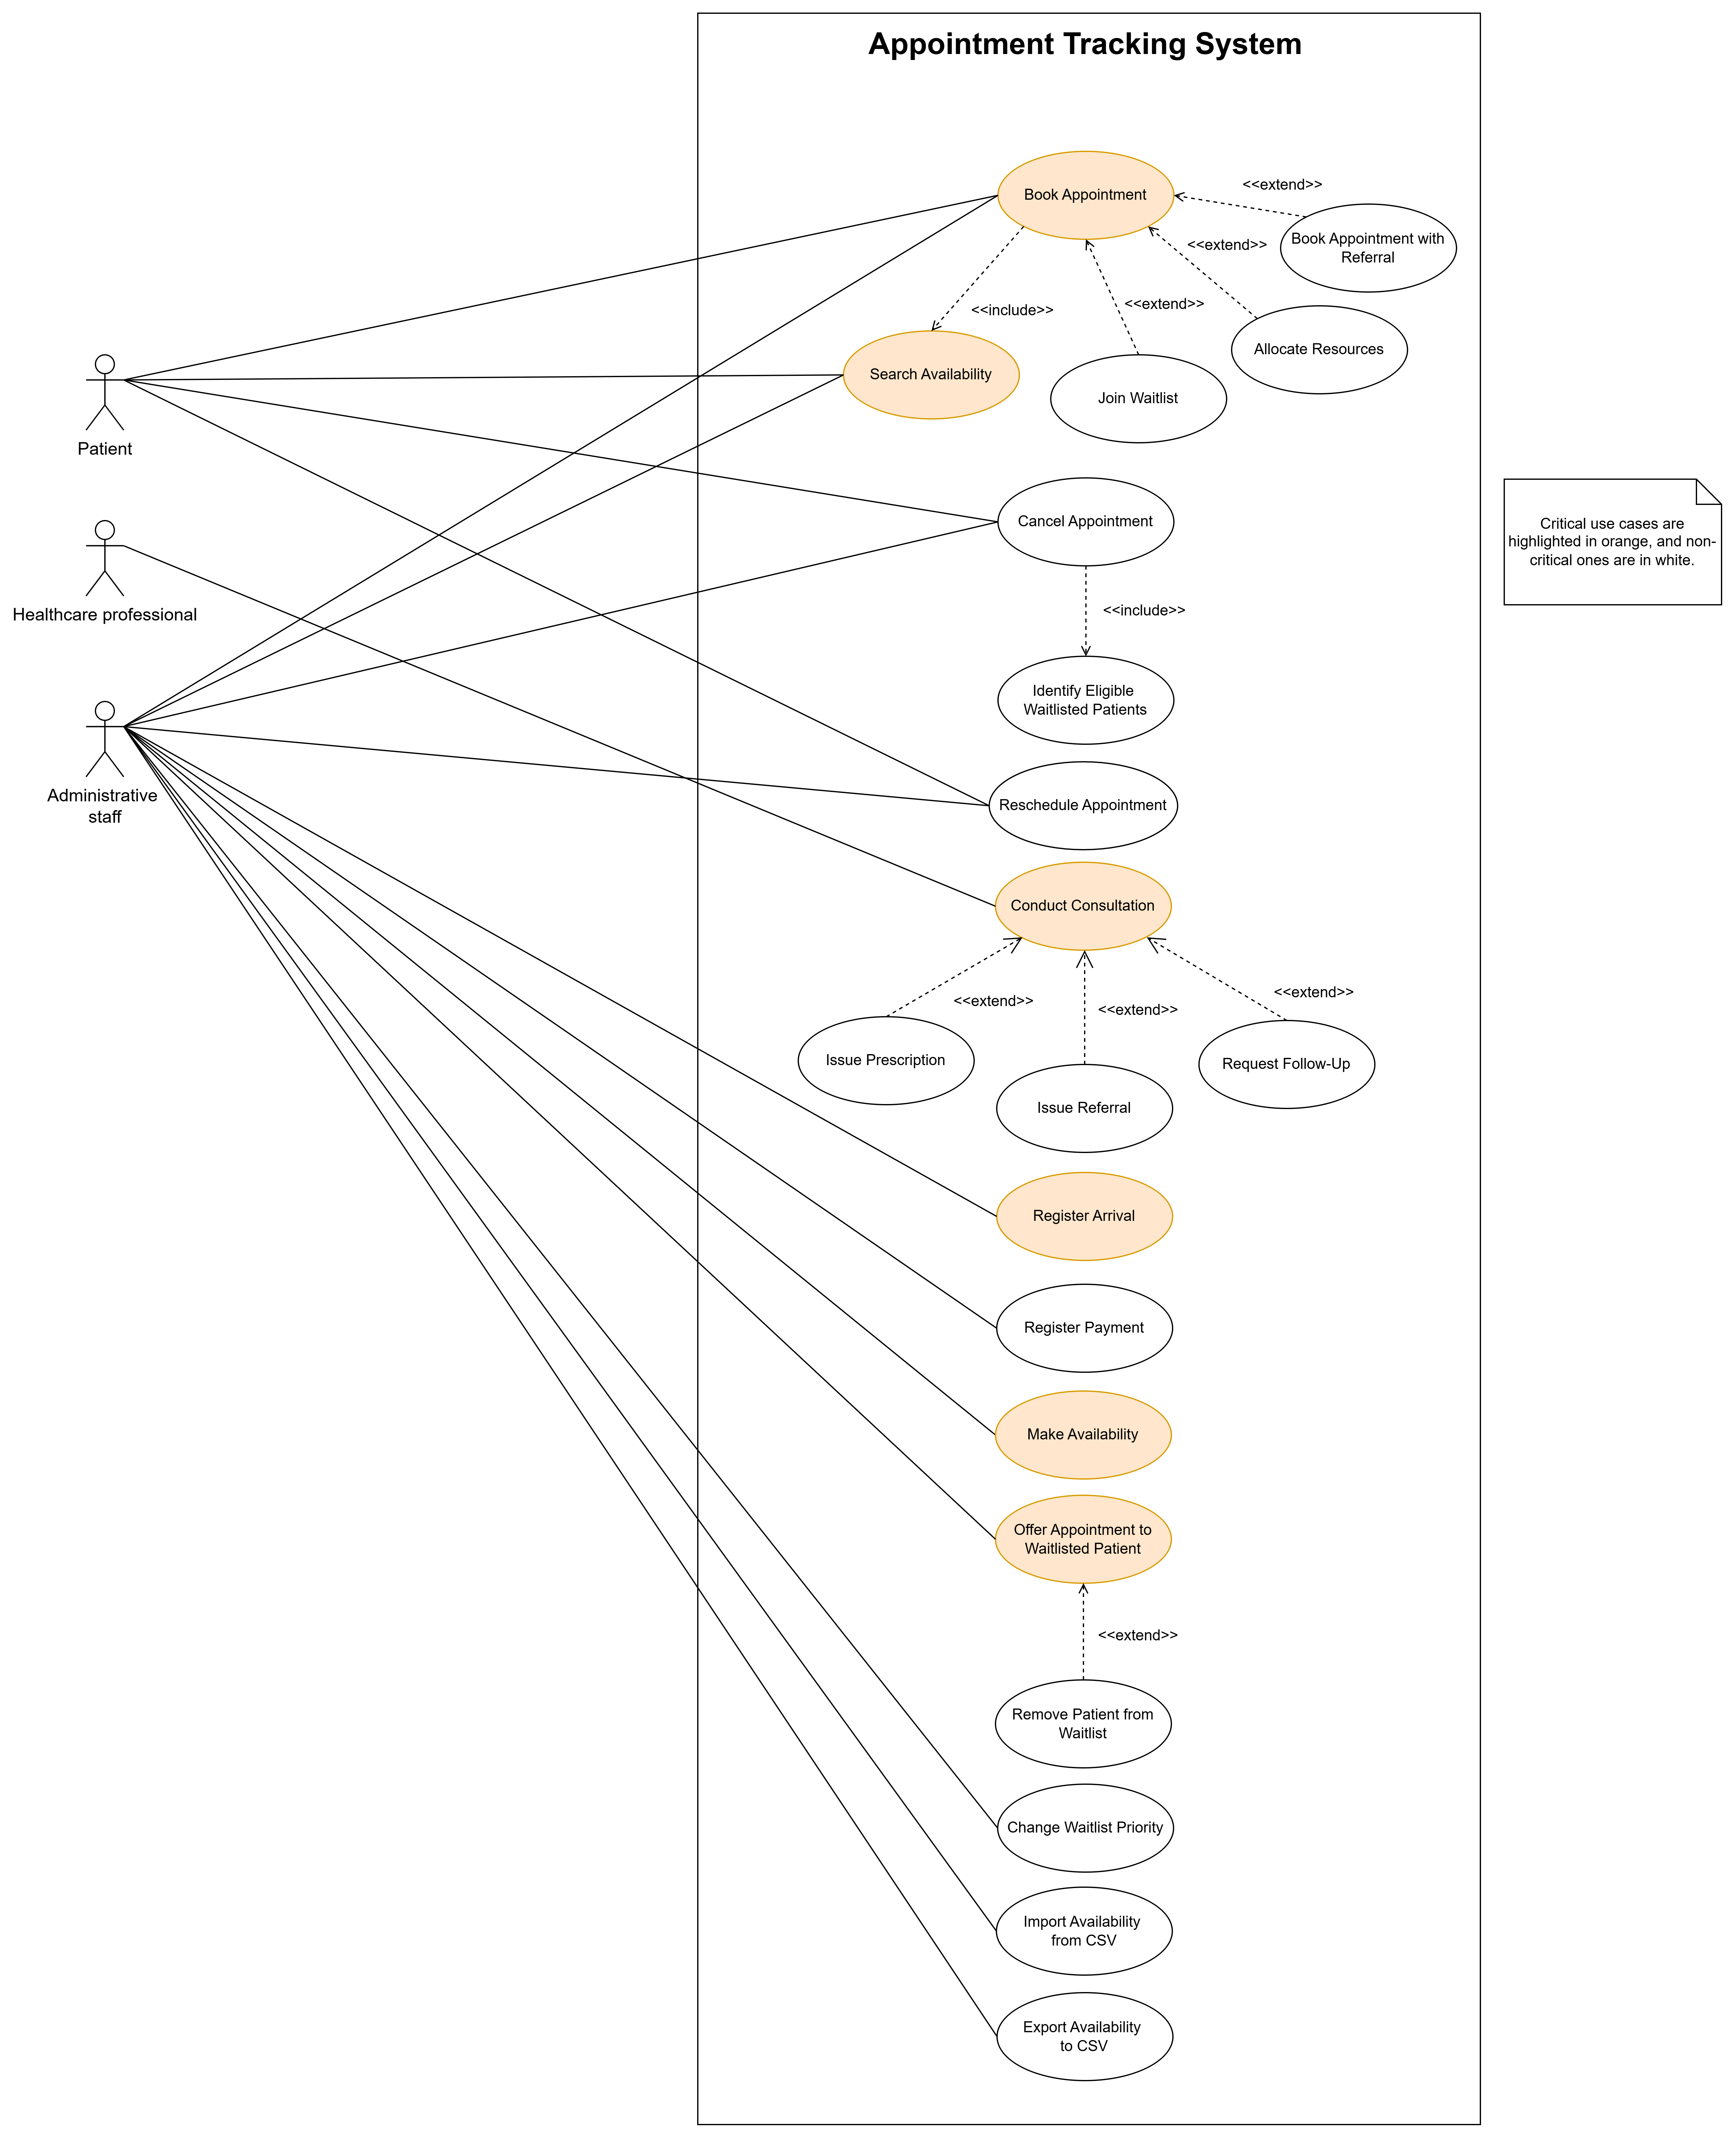 Appointment Tracking System
Book Appointment
<<extend>>
Book Appointment with
Referral
<<extend>>
<<include>>
<<extend>>
Allocate Resources
Search Availability
Join Waitlist
Patient
Cancel Appointment
Critical use cases are
highlighted in orange, and non-
critical ones are in white.
Healthcare professional
<<include>>
Identify Eligible
Waitlisted Patients
Administrative
staff
Reschedule Appointment
Conduct Consultation
<<extend>>
<<extend>>
<<extend>>
Issue Prescription
Issue Referral
Request Follow-Up
Register Arrival
Register Payment
Make Availability
Offer Appointment to
Waitlisted Patient
<<extend>>
Remove Patient from
Waitlist
Change Waitlist Priority
Import Availability
from CSV
Export Availability
to CSV